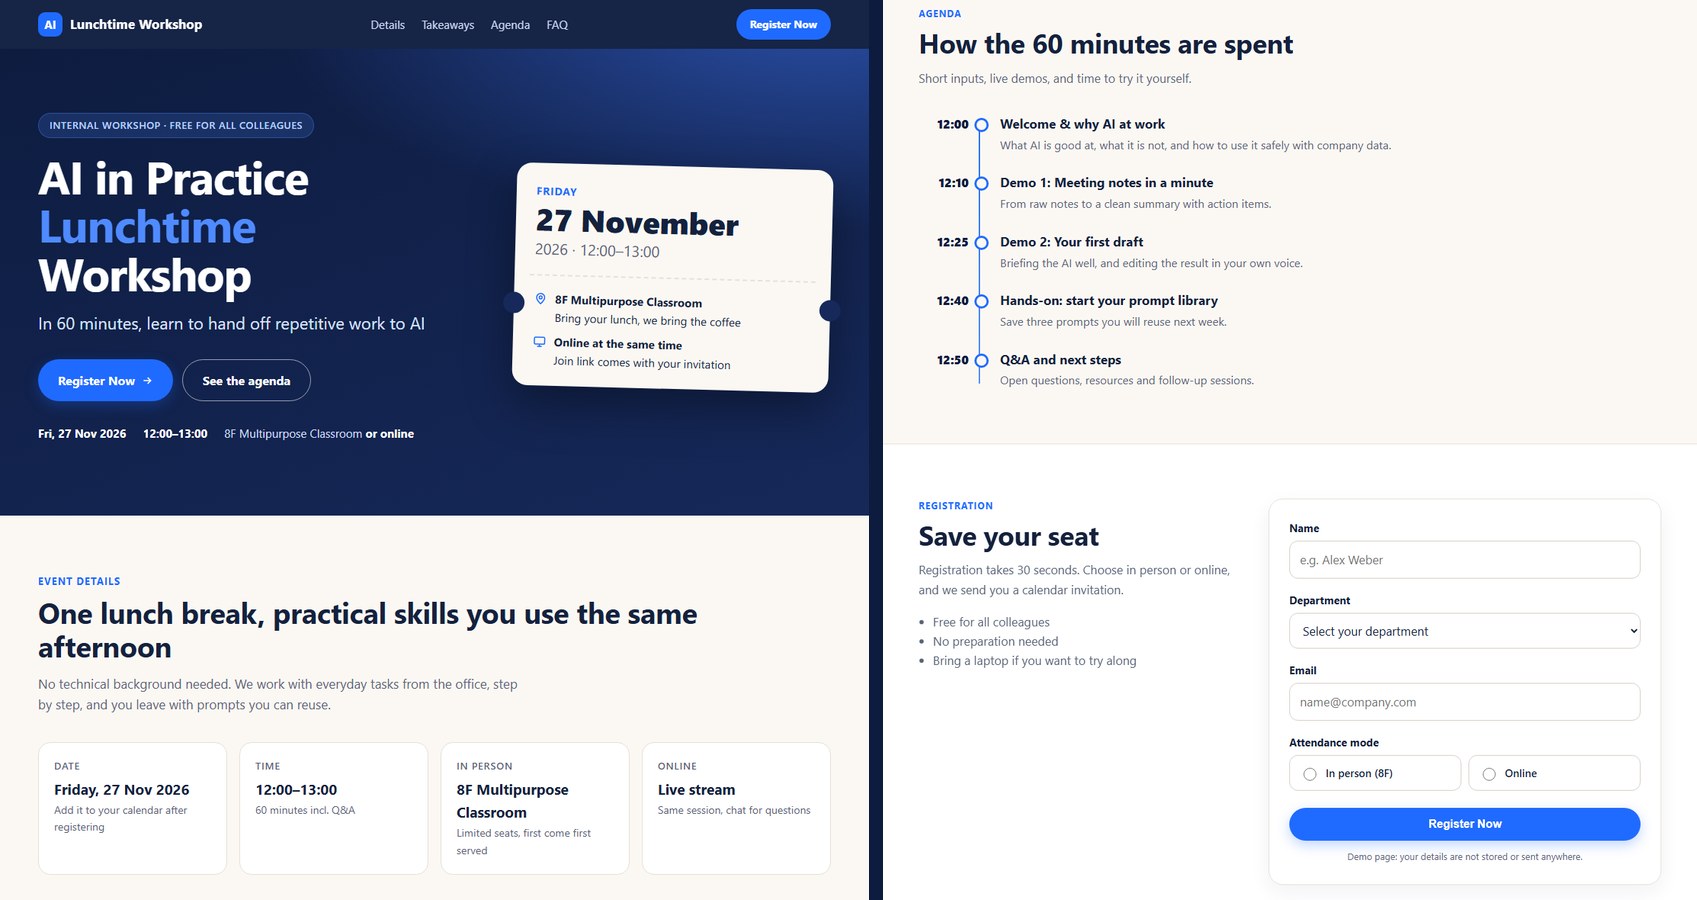 AI Lunchtime Workshop
Details Takeaways Agenda FAQ
Register Now
INTERNAL WORKSHOP · FREE FOR ALL COLLEAGUES
AI in Practice
Lunchtime
Workshop
In 60 minutes, learn to hand off repetitive work to AI
Register Now →
See the agenda
Fri, 27 Nov 2026 12:00–13:00 8F Multipurpose Classroom or online
FRIDAY
27 November
2026 · 12:00–13:00
8F Multipurpose Classroom
Bring your lunch, we bring the coffee
Online at the same time
Join link comes with your invitation
EVENT DETAILS
One lunch break, practical skills you use the same
afternoon
No technical background needed. We work with everyday tasks from the office, step
by step, and you leave with prompts you can reuse.
DATE
Friday, 27 Nov 2026
Add it to your calendar after
registering
TIME
12:00–13:00
60 minutes incl. Q&A
IN PERSON
8F Multipurpose
Classroom
Limited seats, first come first
served
ONLINE
Live stream
Same session, chat for questions
AGENDA
How the 60 minutes are spent
Short inputs, live demos, and time to try it yourself.
12:00 Welcome & why AI at work
What AI is good at, what it is not, and how to use it safely with company data.
12:10 Demo 1: Meeting notes in a minute
From raw notes to a clean summary with action items.
12:25 Demo 2: Your first draft
Briefing the AI well, and editing the result in your own voice.
12:40 Hands-on: start your prompt library
Save three prompts you will reuse next week.
12:50 Q&A and next steps
Open questions, resources and follow-up sessions.
REGISTRATION
Save your seat
Registration takes 30 seconds. Choose in person or online,
and we send you a calendar invitation.
• Free for all colleagues
• No preparation needed
• Bring a laptop if you want to try along
Name
e.g. Alex Weber
Department
Select your department
Email
name@company.com
Attendance mode
In person (8F)
Online
Register Now
Demo page: your details are not stored or sent anywhere.